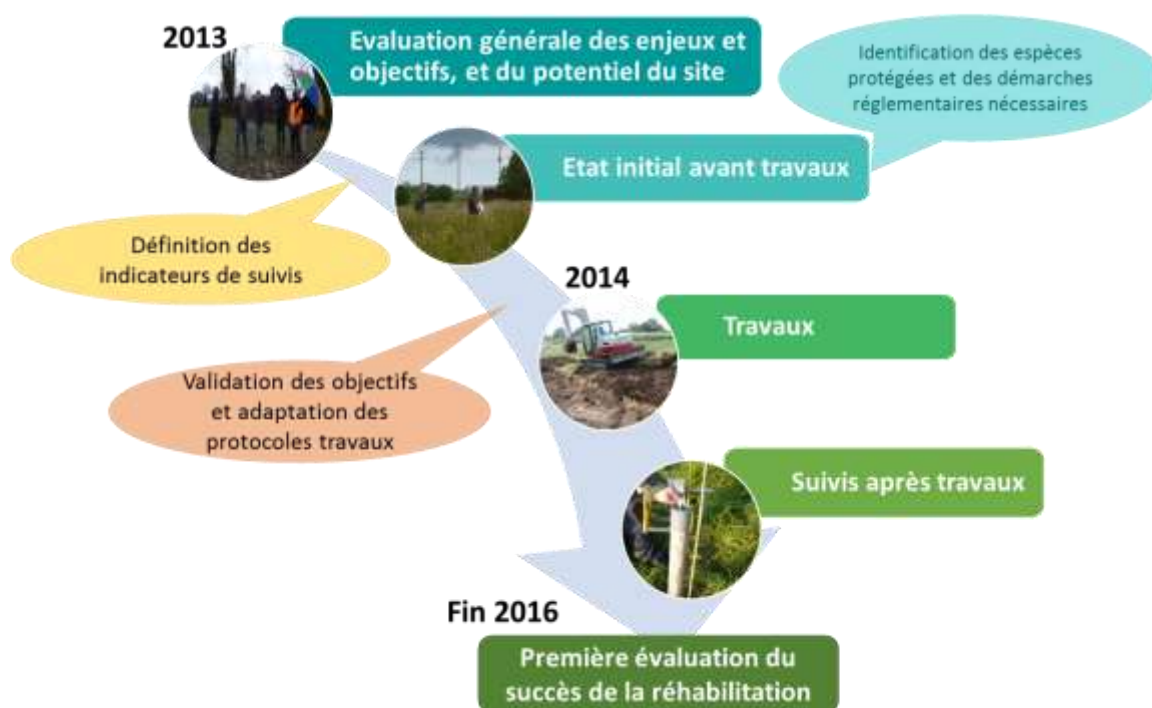 2013
Evaluation générale des enjeux et
objectifs, et du potentiel du site
Identification des espèces
protégées et des démarches
réglementaires nécessaires
Etat initial avant travaux
Définition des
indicateurs de suivis
2014
Travaux
Validation des objectifs
et adaptation des
protocoles travaux
Suivis après travaux
Fin 2016
Première évaluation du
succès de la réhabilitation